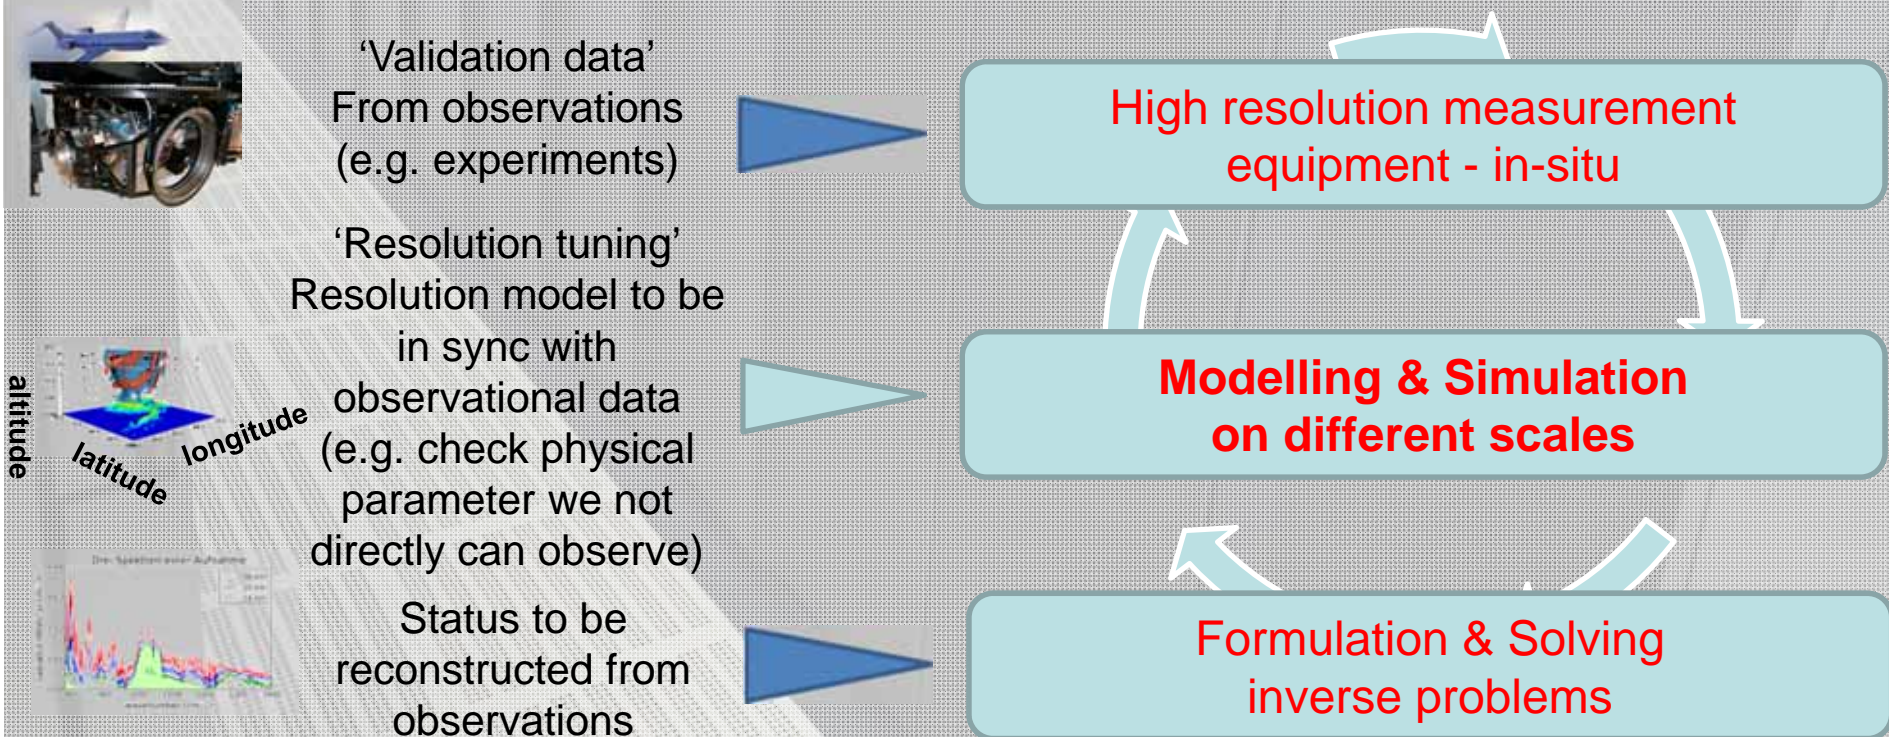 ‘Validation data’
From observations
(e.g. experiments)
High resolution measurement
equipment - in-situ
‘Resolution tuning’
Resolution model to be
in sync with
observational data
(e.g. check physical
parameter we not
directly can observe)
altitude
latitude
longitude
Modelling & Simulation
on different scales
Status to be
reconstructed from
observations
Formulation & Solving
inverse problems